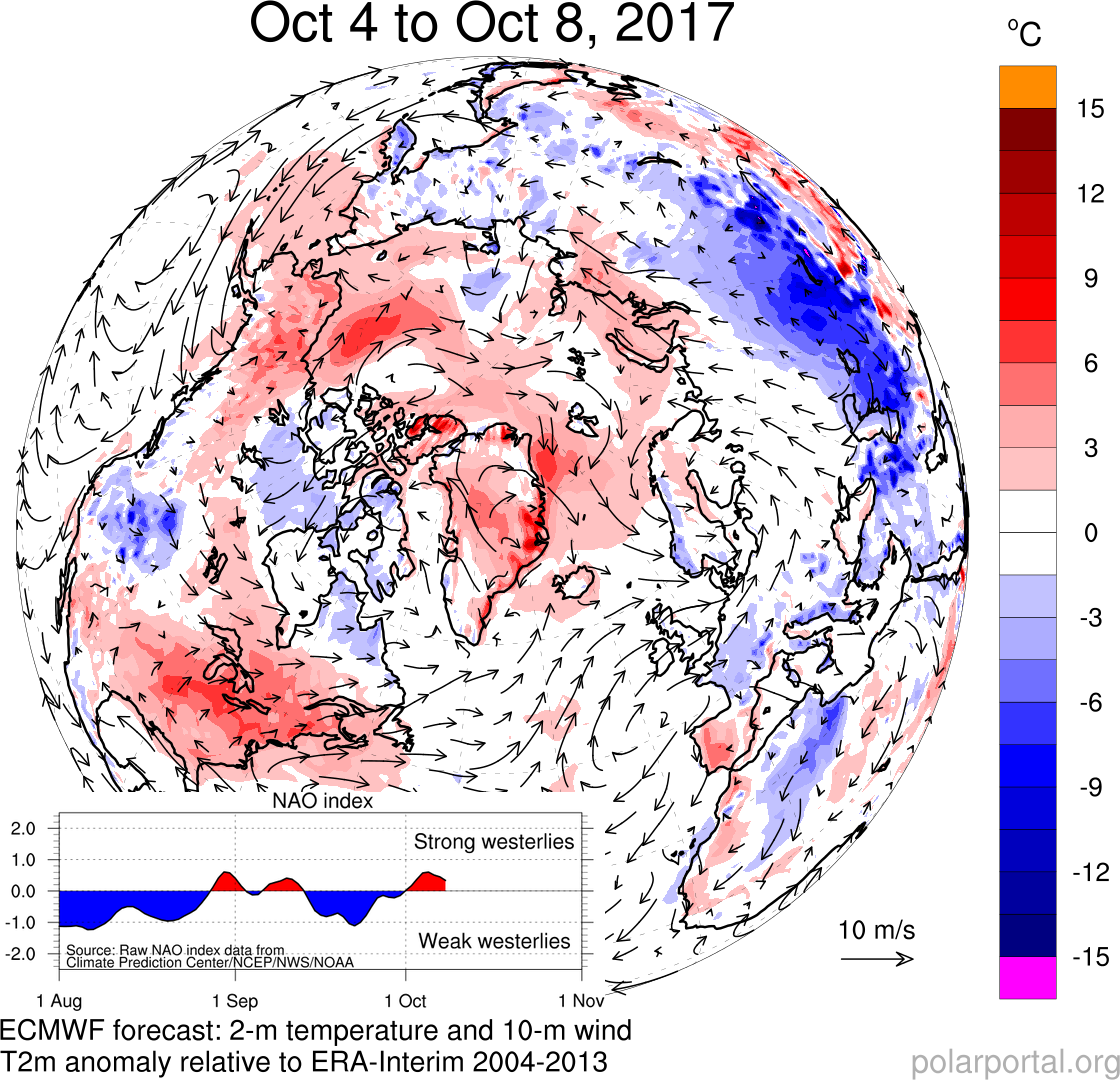 Oct 4 to Oct 8, 2017
oC
15
12
9
6
3
0
-3
-6
-9
-12
-15
NAO index
2.0
1.0
0.0
-1.0
-2.0
Strong westerlies
Weak westerlies
Source: Raw NAO index data from
Climate Prediction Center/NCEP/NWS/NOAA
1 Aug
1 Sep
1 Oct
1 Nov
10 m/s
ECMWF forecast: 2-m temperature and 10-m wind
T2m anomaly relative to ERA-Interim 2004-2013
polarportal.org